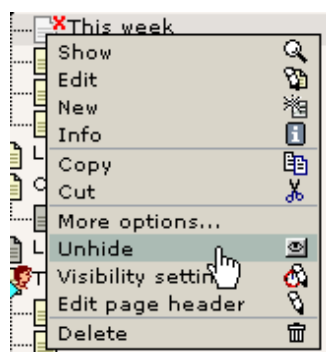 This week
Show
Edit
New
Info
L
Copy
C
Cut
More options...
L
Unhide
T
Visibility settin
Edit page header
Delete